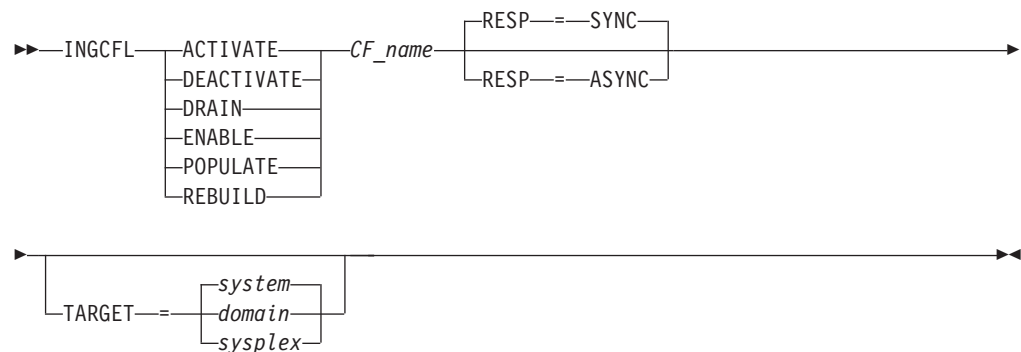 RESP = SYNC
INGCFL ACTIVATE CF_name
DEACTIVATE RESP = ASYNC
DRAIN
ENABLE
POPULATE
REBUILD
system
TARGET = domain
sysplex